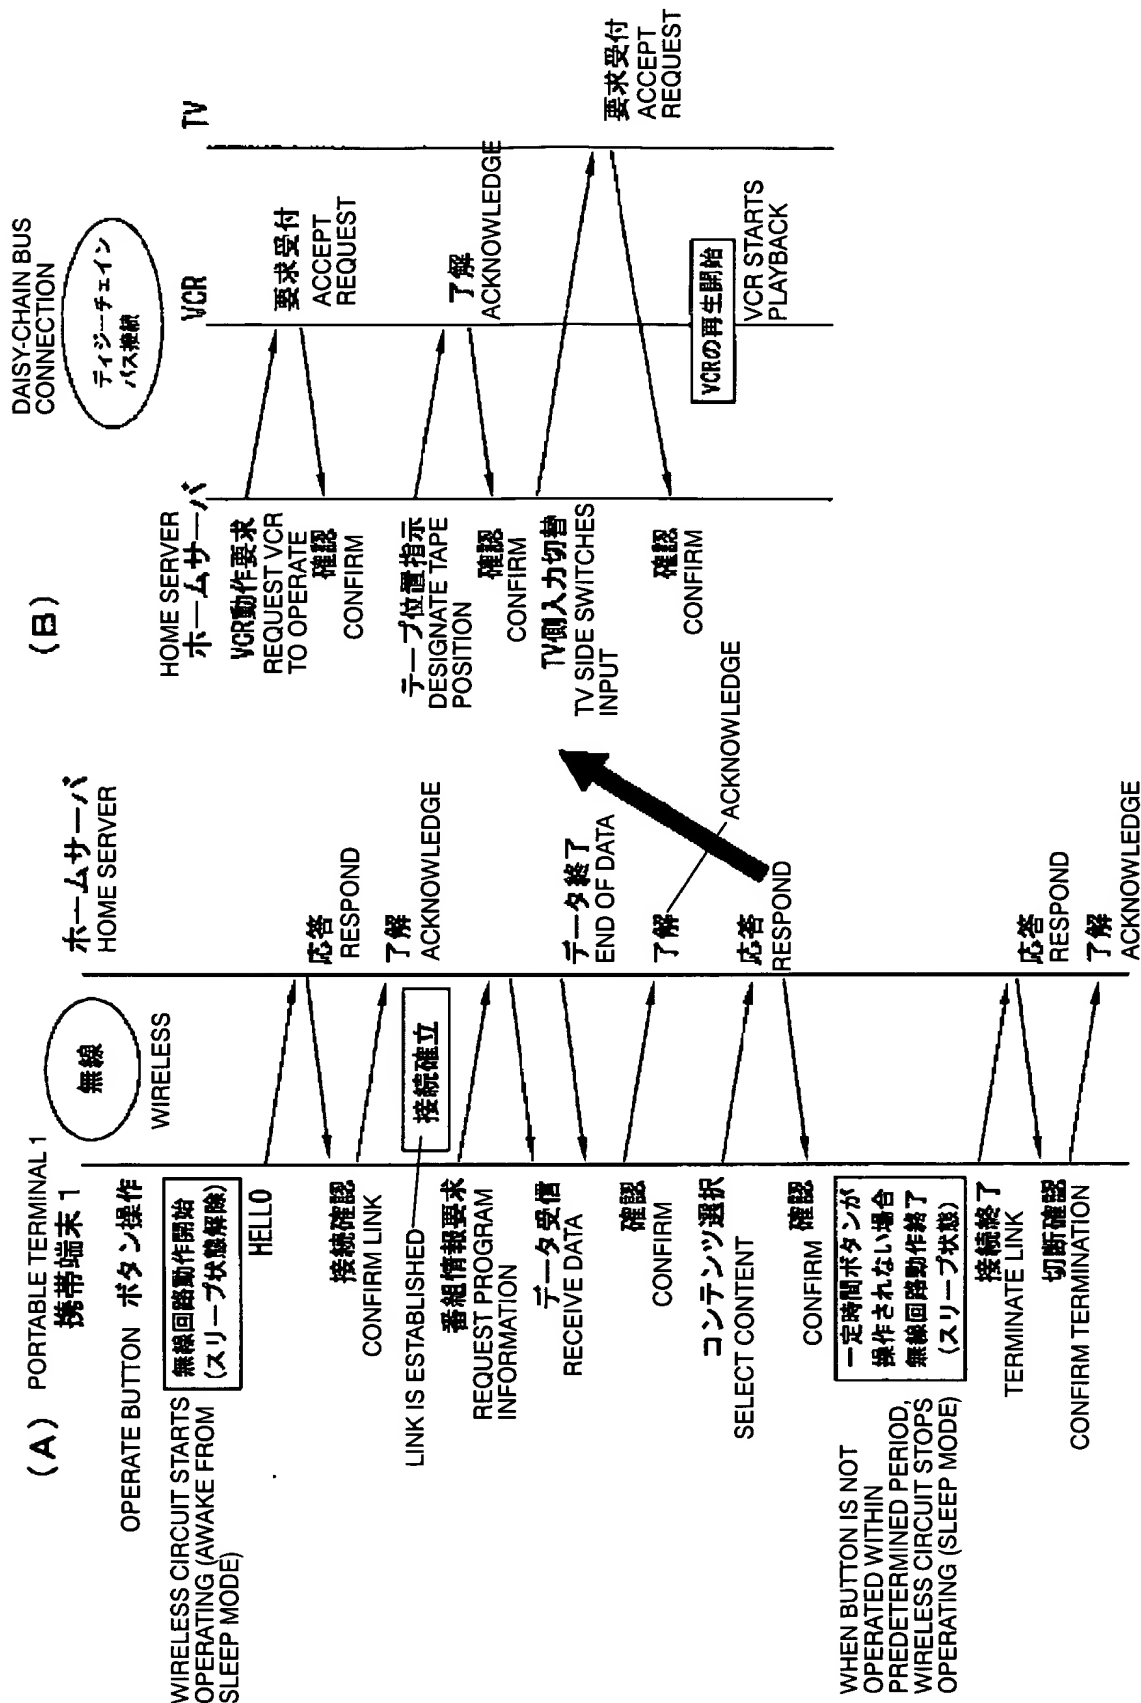 (A)
PORTABLE TERMINAL 1
携帯端末 1
無線
WIRELESS
ホームサーバ
HOME SERVER
OPERATE BUTTON
ボタン操作
WIRELESS CIRCUIT STARTS
OPERATING (AWAKE FROM
SLEEP MODE)
無線回路動作開始
(スリープ状態解除)
HELLO
応答
RESPOND
接続確認
CONFIRM LINK
了解
ACKNOWLEDGE
LINK IS ESTABLISHED
接続確立
番組情報要求
REQUEST PROGRAM
INFORMATION
データ受信
RECEIVE DATA
データ終了
END OF DATA
確認
CONFIRM
了解
ACKNOWLEDGE
コンテンツ選択
SELECT CONTENT
応答
RESPOND
確認
CONFIRM
WHEN BUTTON IS NOT
OPERATED WITHIN
PREDETERMINED PERIOD,
WIRELESS CIRCUIT STOPS
OPERATING (SLEEP MODE)
一定時間ボタンが
操作されない場合
無線回路動作終了
(スリープ状態)
接続終了
TERMINATE LINK
応答
RESPOND
切断確認
CONFIRM TERMINATION
了解
ACKNOWLEDGE
(B)
DAISY-CHAIN BUS
CONNECTION
ティジーチェイン
バス接続
HOME SERVER
ホームサーバ
VCR
TV
VCR動作要求
REQUEST VCR
TO OPERATE
要求受付
ACCEPT
REQUEST
確認
CONFIRM
テープ位置指示
DESIGNATE TAPE
POSITION
了解
ACKNOWLEDGE
確認
CONFIRM
TV側入力切替
TV SIDE SWITCHES
INPUT
要求受付
ACCEPT
REQUEST
確認
CONFIRM
VCRの再生開始
VCR STARTS
PLAYBACK